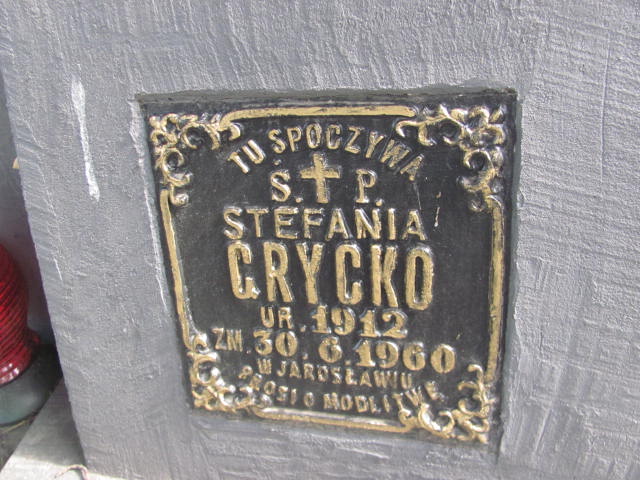 TU SPOCZYWA
Ś. P.
STEFANIA
GRYCKO
UR. 1912
ZM. 30. 6. 1960
W JAROSŁAWIU
PROSI O MODLITWĘ